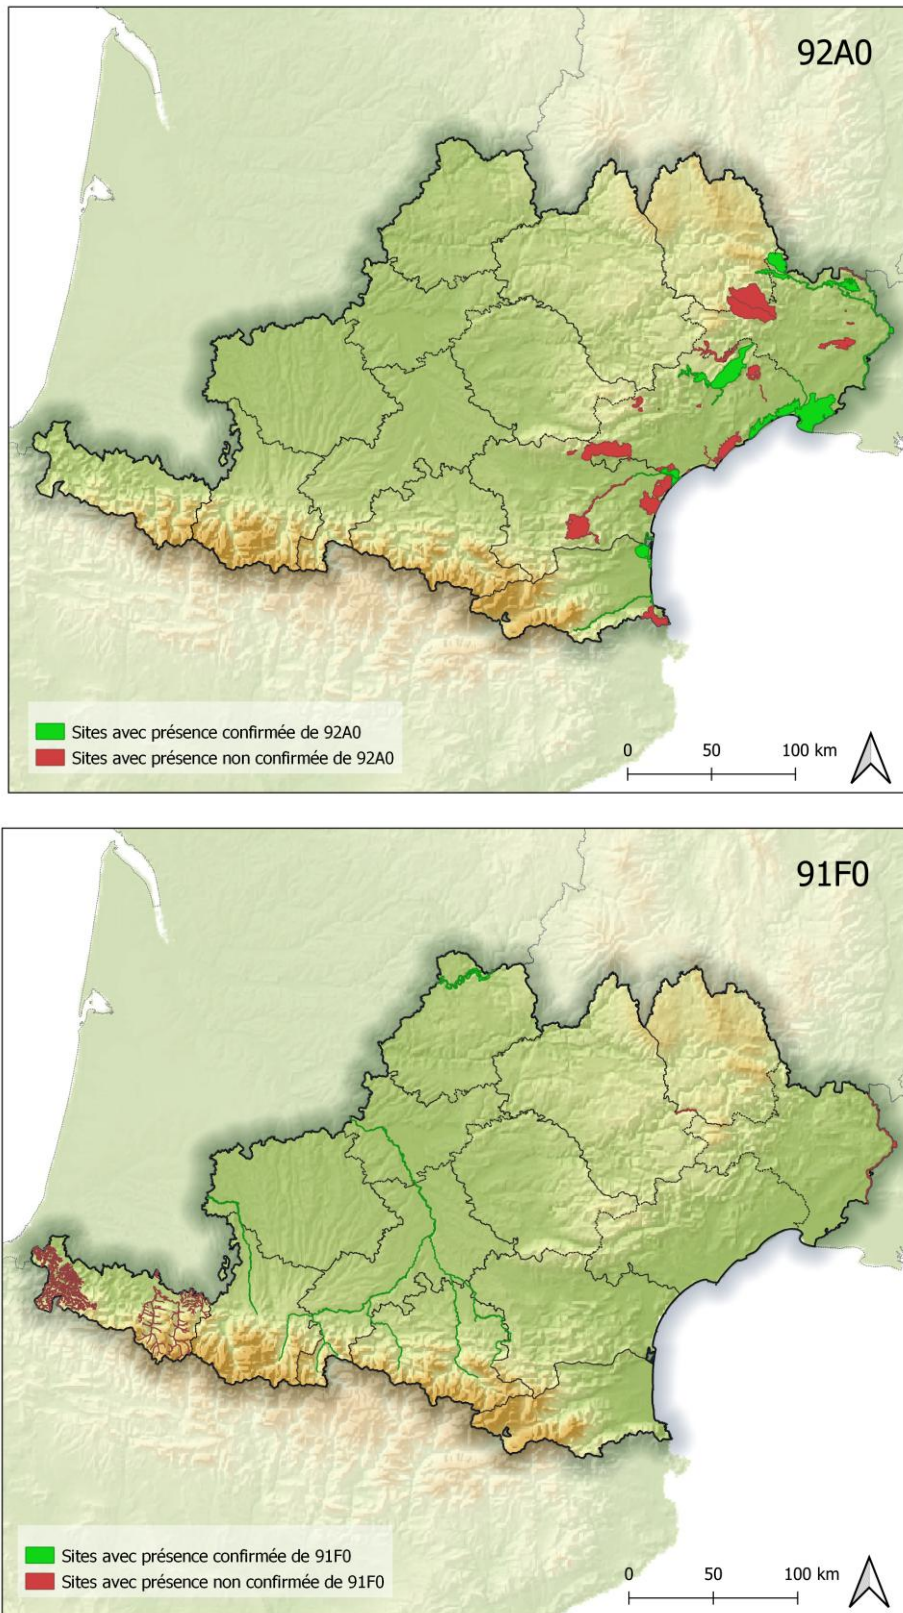 92A0
Sites avec présence confirmée de 92A0
Sites avec présence non confirmée de 92A0
0 50 100 km
91F0
Sites avec présence confirmée de 91F0
Sites avec présence non confirmée de 91F0
0 50 100 km